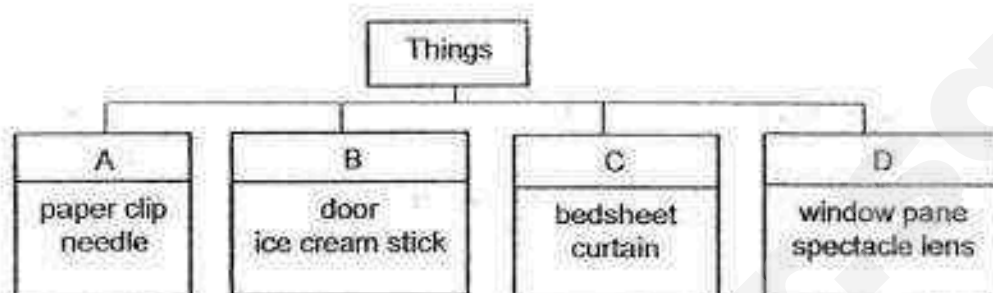 Things
A
B
C
D
paper clip
needle
door
ice cream stick
bedsheet
curtain
window pane
spectacle lens